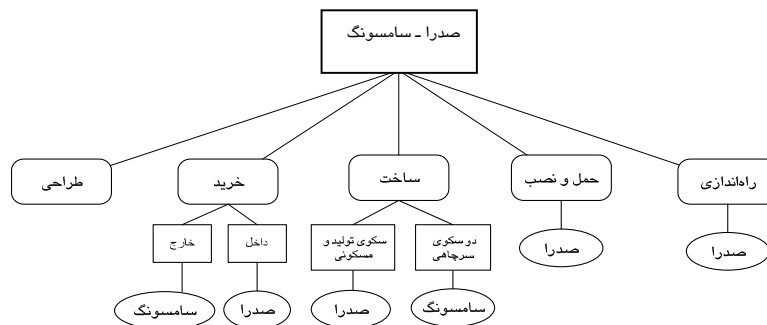 صدرا ـ سامسونگ
راه‌اندازی
حمل و نصب
ساخت
خرید
طراحی
دو سکوی
سرچاهی
سکوی تولید و
مسکونی
داخل
خارج
صدرا
صدرا
سامسونگ
صدرا
صدرا
سامسونگ